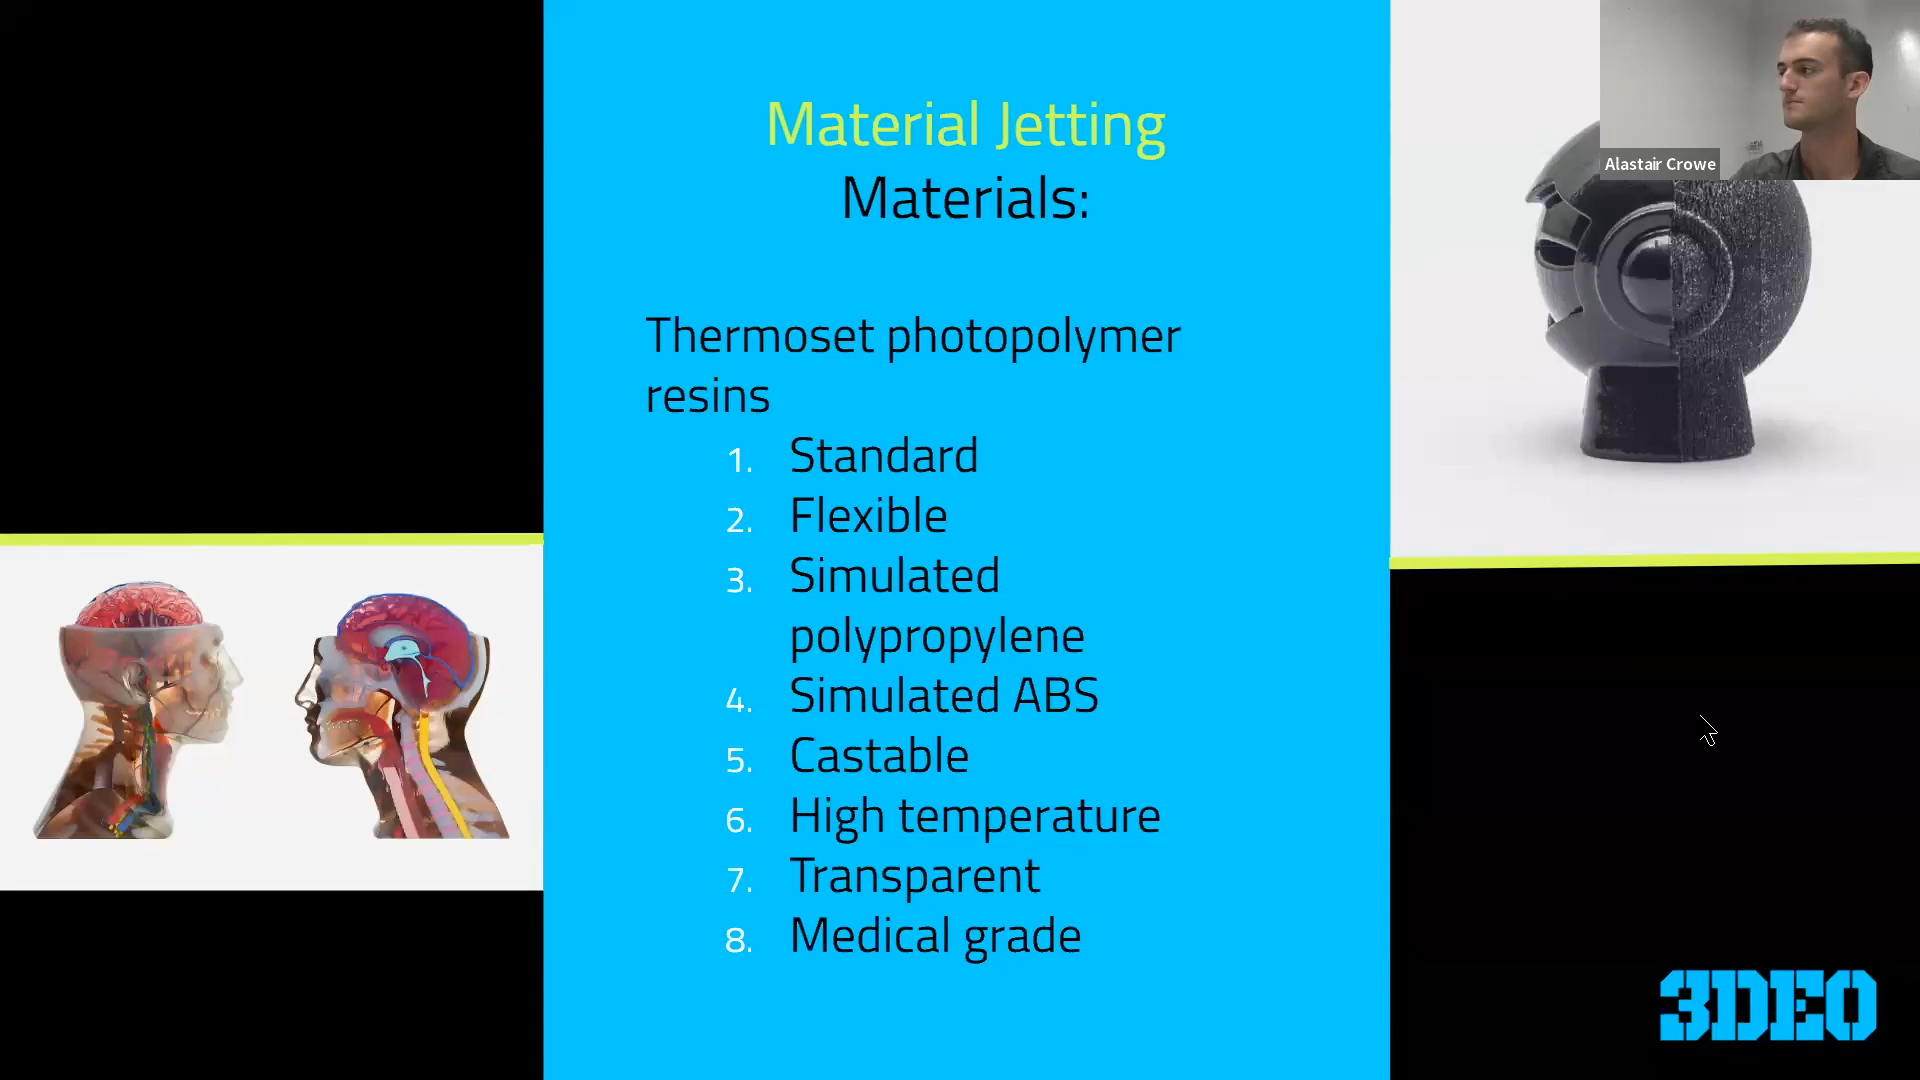 Material Jetting
Materials:
Thermoset photopolymer
resins
1. Standard
2. Flexible
3. Simulated
polypropylene
4. Simulated ABS
5. Castable
6. High temperature
7. Transparent
8. Medical grade
Alastair Crowe
3DEO